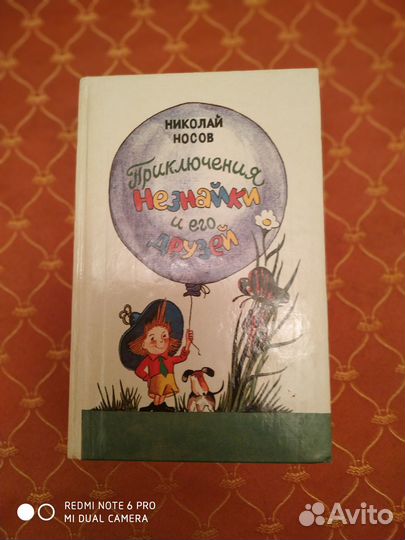 НИКОЛАЙ
НОСОВ
Приключения
Незнайки
и его
друзей
REDMI NOTE 6 PRO
MI DUAL CAMERA
Avito